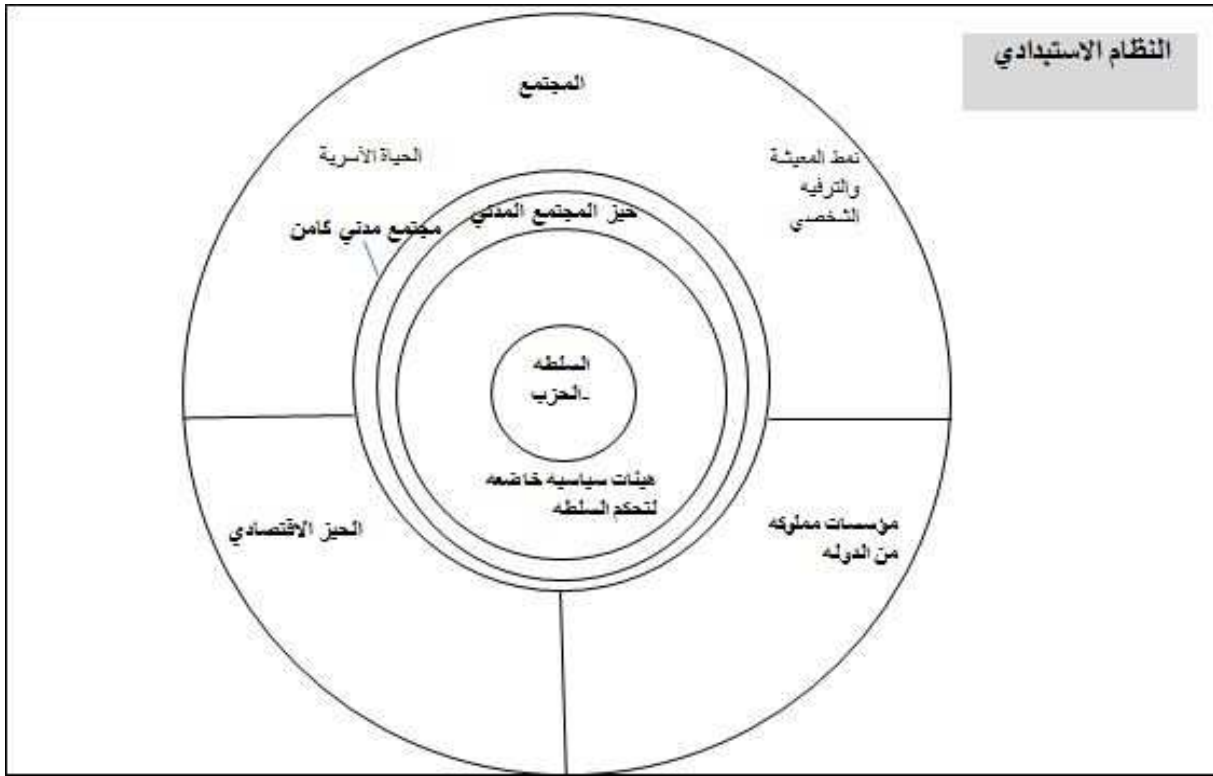 النظام الاستبدادي
المجتمع
الحياة الأسرية
نمط المعيشة
والترفيه
الشخصي
حيز المجتمع المدني
مجتمع مدني كامن
السلطه
-الحزب
هيئات سياسيه خاضعه
لتحكم السلطه
الحيز الاقتصادي
مؤسسات مملوكه
من الدوله